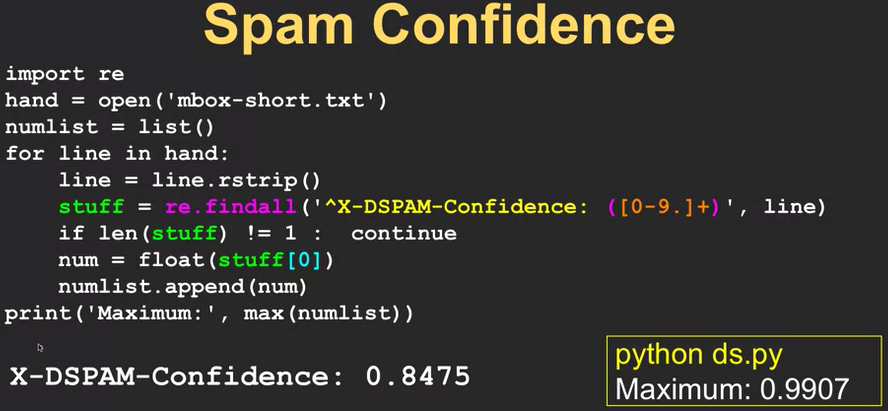 Spam Confidence
import re
hand = open('mbox-short.txt')
numlist = list()
for line in hand:
    line = line.rstrip()
    stuff = re.findall('^X-DSPAM-Confidence: ([0-9.]+)', line)
    if len(stuff) != 1 :  continue
    num = float(stuff[0])
    numlist.append(num)
print('Maximum:', max(numlist))
X-DSPAM-Confidence: 0.8475
python ds.py
Maximum: 0.9907